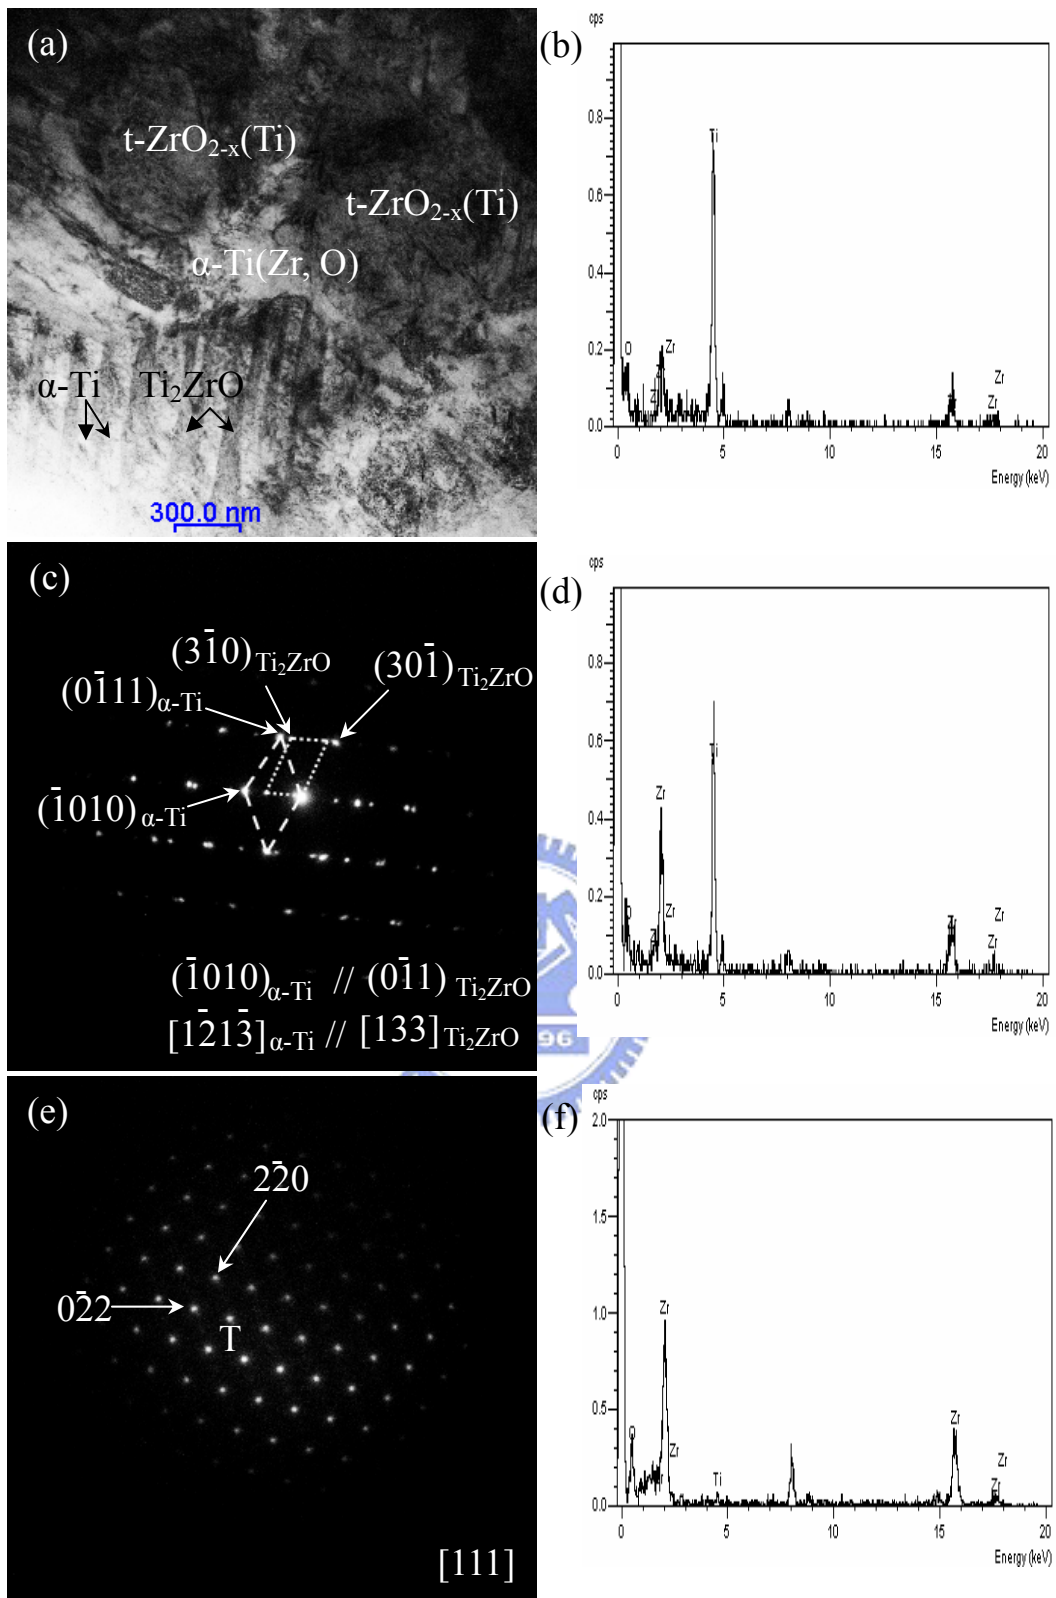 (a)
t-ZrO₂₋ₓ(Ti)
t-ZrO₂₋ₓ(Ti)
α-Ti(Zr, O)
α-Ti Ti₂ZrO
300.0 nm
(b)
cps
0.8
0.6
0.4
0.2
0.0
Ti
O
Zr
Zr
Zr
0 5 10 15 20
Energy (keV)
(c)
(3̄10) Ti₂ZrO
(301̄) Ti₂ZrO
(01̄11) α-Ti
(1̄010) α-Ti
(1̄010)α-Ti // (01̄1) Ti₂ZrO
[12̄13̄]α-Ti // [133]Ti₂ZrO
(d)
cps
0.8
0.6
0.4
0.2
0.0
Ti
Zr
O
Zr
Zr
Zr
Zr
0 5 10 15 20
Energy (keV)
96
(e)
22̄0
02̄2
T
[111]
(f)
cps
2.0
1.5
1.0
0.5
0.0
Zr
O
Zr
Ti
Zr
Zr
Zr
0 5 10 15 20
Energy (keV)